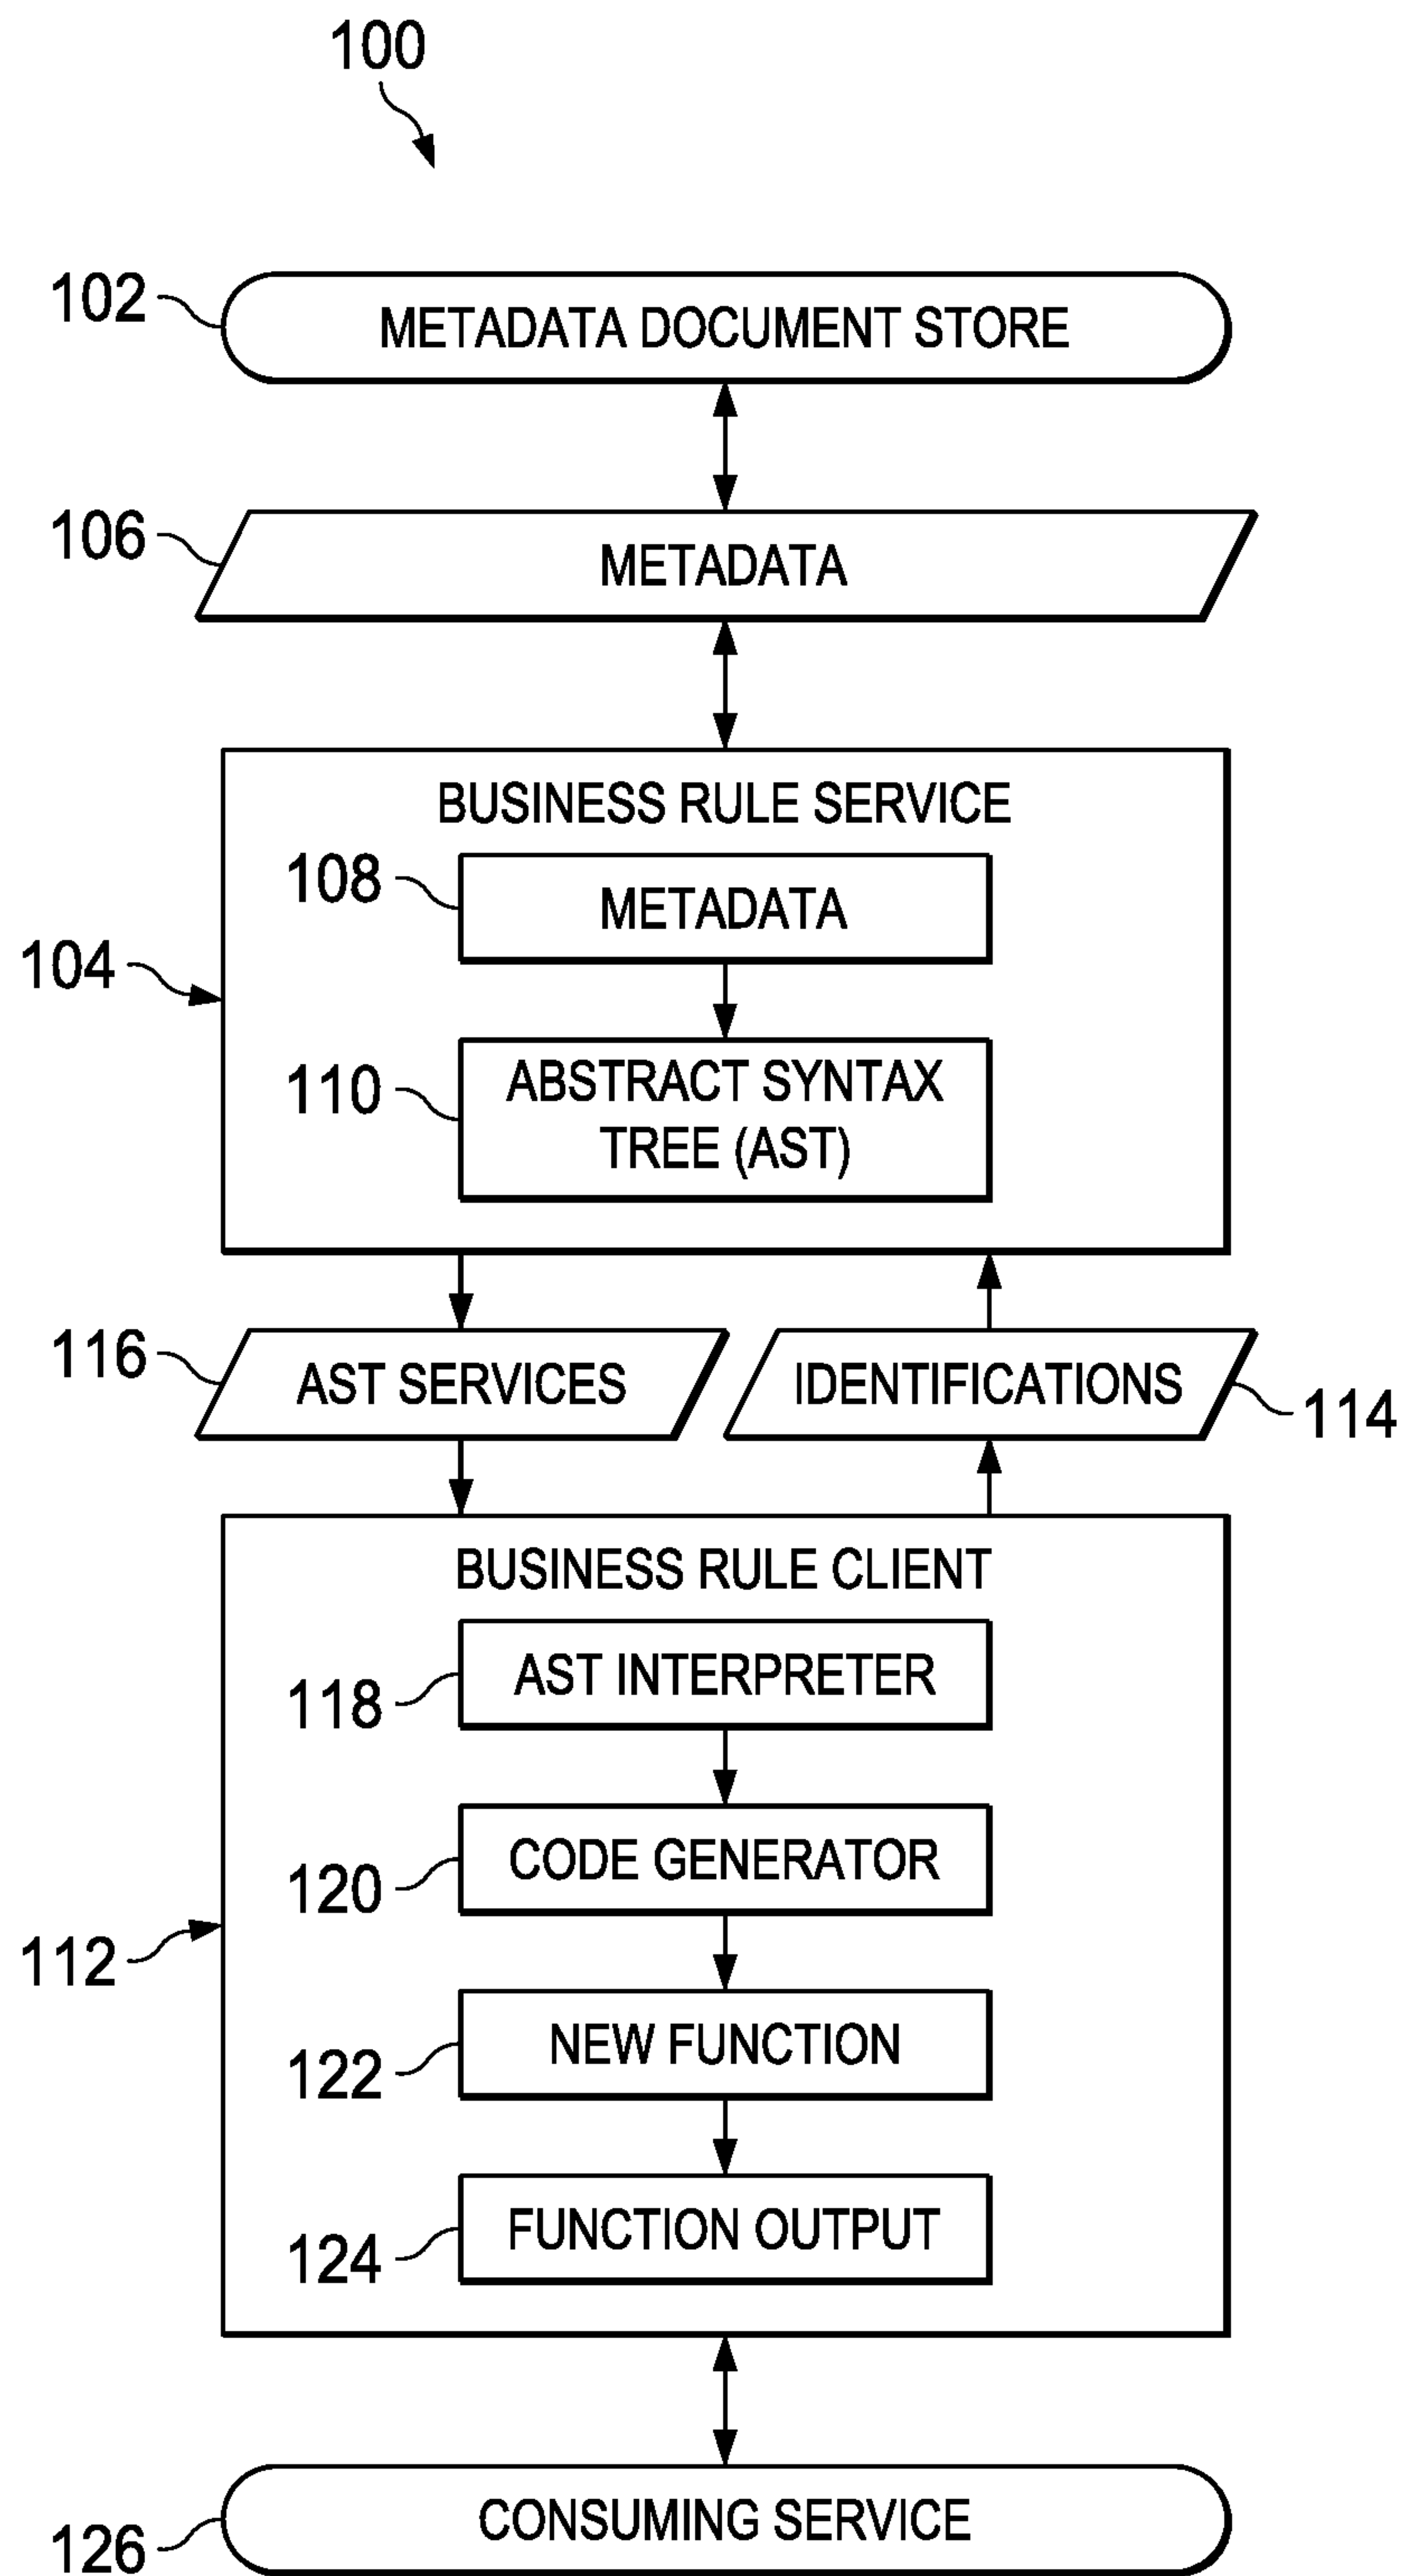 100
102
METADATA DOCUMENT STORE
106
METADATA
BUSINESS RULE SERVICE
108
METADATA
104
110
ABSTRACT SYNTAX
TREE (AST)
116
AST SERVICES
IDENTIFICATIONS
114
BUSINESS RULE CLIENT
AST INTERPRETER
118
CODE GENERATOR
120
112
NEW FUNCTION
122
FUNCTION OUTPUT
124
CONSUMING SERVICE
126